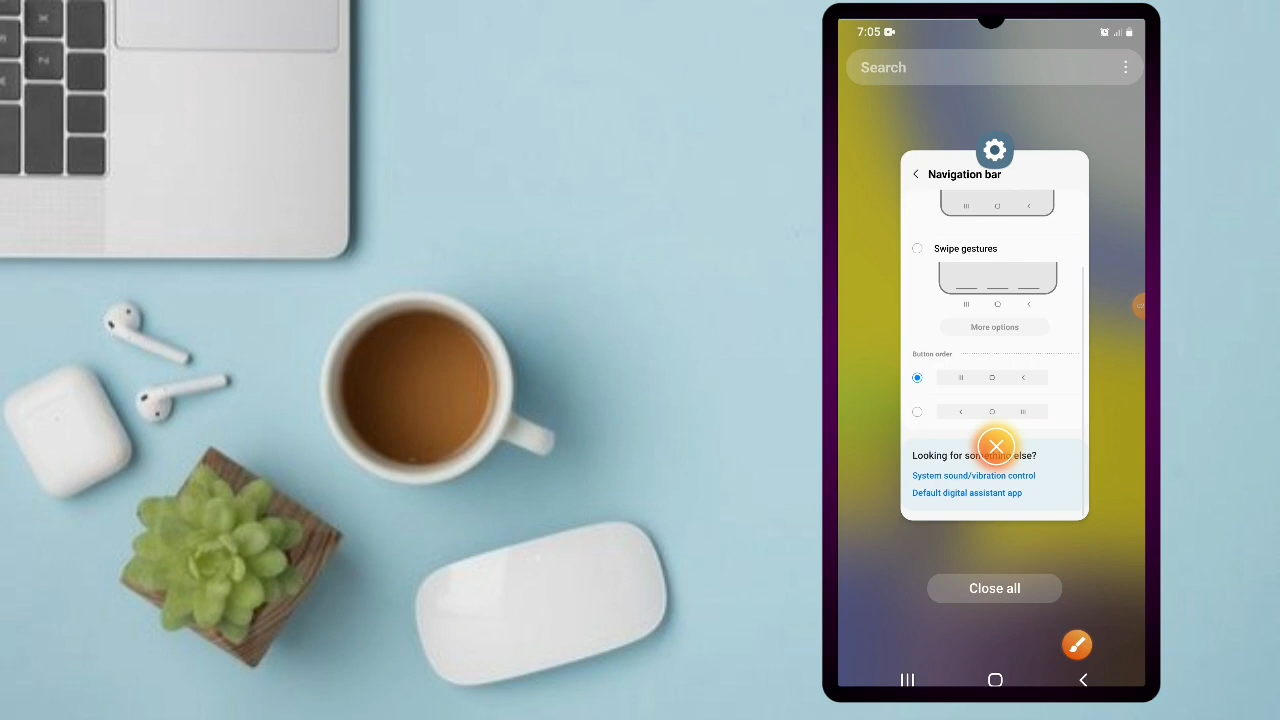 7:05
Search
Navigation bar
Swipe gestures
More options
Button order
Looking for something else?
System sound/vibration control
Default digital assistant app
Close all